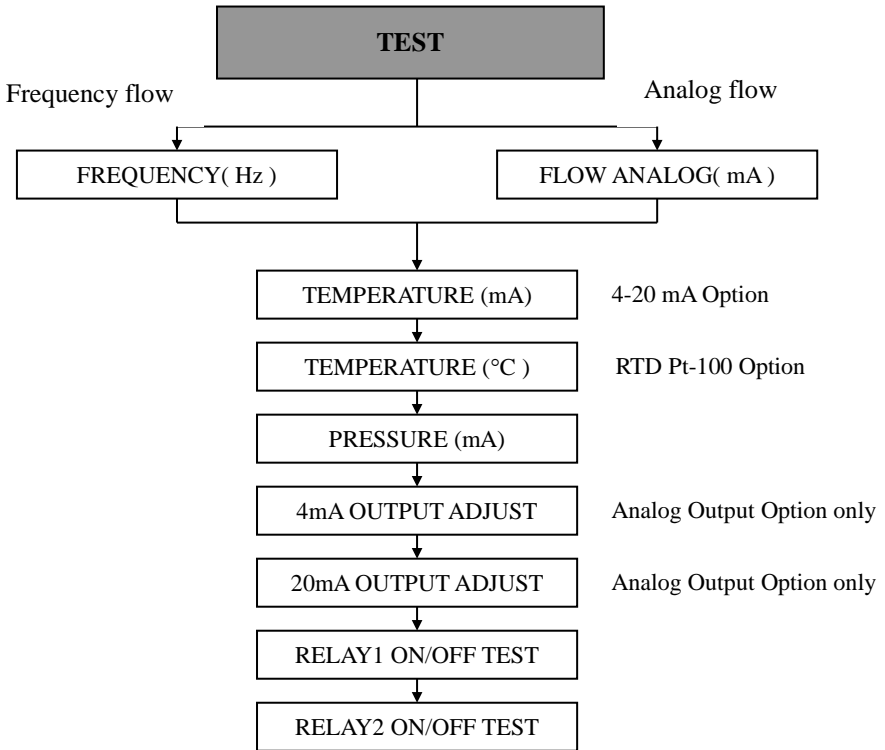 TEST
Frequency flow
Analog flow
FREQUENCY( Hz )
FLOW ANALOG( mA )
TEMPERATURE (mA)
4-20 mA Option
TEMPERATURE (°C )
RTD Pt-100 Option
PRESSURE (mA)
4mA OUTPUT ADJUST
Analog Output Option only
20mA OUTPUT ADJUST
Analog Output Option only
RELAY1 ON/OFF TEST
RELAY2 ON/OFF TEST